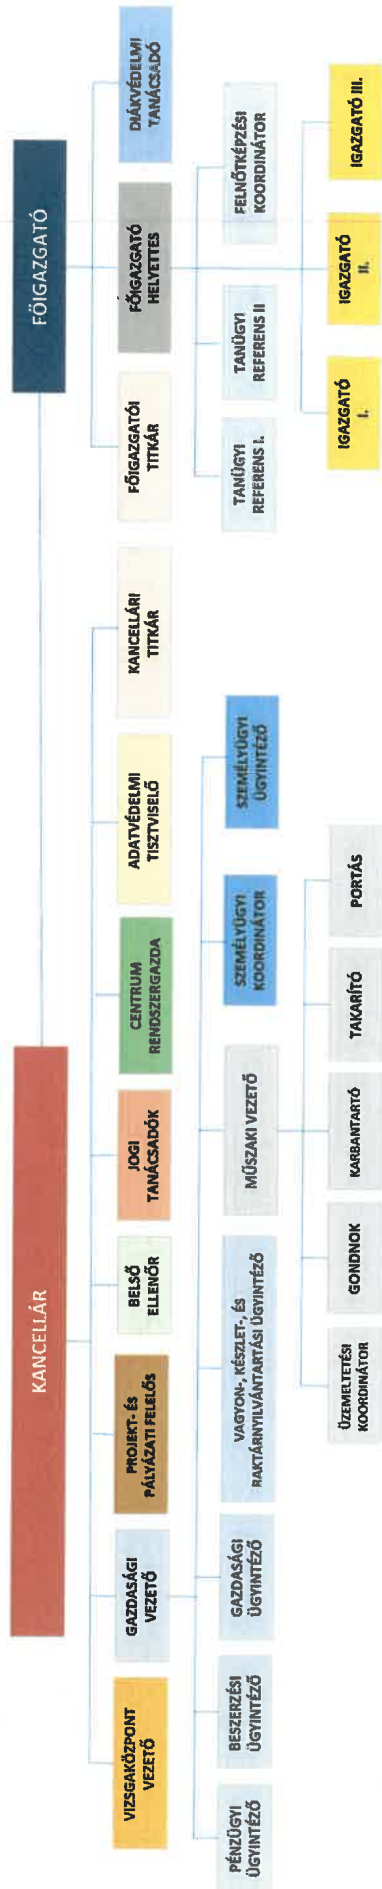 KANCELLÁR
FŐIGAZGATÓ
VIZSGAKÖZPONT
VEZETŐ
GAZDASÁGI
VEZETŐ
PROJEKT- ÉS
PÁLYÁZATI FELELŐS
BELSŐ
ELLENŐR
JOGI
TANÁCSADÓK
CENTRUM
RENDSZERGAZDA
ADATVÉDELMI
TISZTVISELŐ
KANCELLÁRI
TITKÁR
FŐIGAZGATÓI
TITKÁR
FŐIGAZGATÓ
HELYETTES
DIÁKVÉDELMI
TANÁCSADÓ
PÉNZÜGYI
ÜGYINTÉZŐ
BESZERZÉSI
ÜGYINTÉZŐ
GAZDASÁGI
ÜGYINTÉZŐ
VAGYON-, KÉSZLET-, ÉS
RAKTÁRNYILVÁNTARTÁSI ÜGYINTÉZŐ
MŰSZAKI VEZETŐ
SZEMÉLYÜGYI
KOORDINÁTOR
SZEMÉLYÜGYI
ÜGYINTÉZŐ
TANÜGYI
REFERENS I.
TANÜGYI
REFERENS II
FELNŐTKÉPZÉSI
KOORDINÁTOR
ÜZEMELTETÉSI
KOORDINÁTOR
GONDNOK
KARBANTARTÓ
TAKARÍTÓ
PORTÁS
IGAZGATÓ
I.
IGAZGATÓ
II.
IGAZGATÓ III.